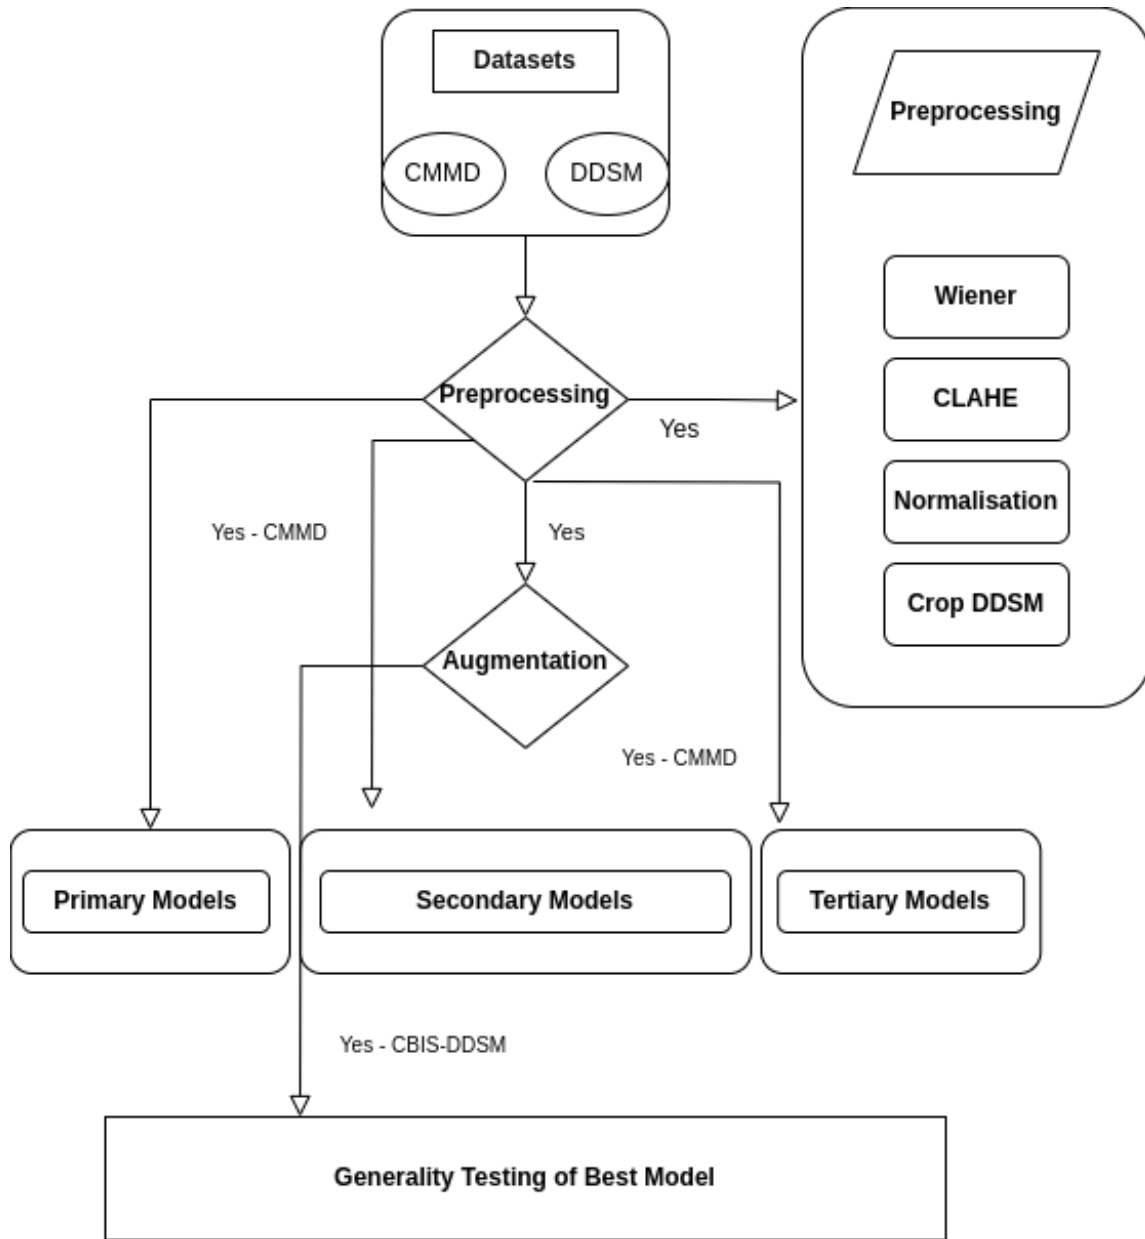 Datasets
CMMD
DDSM
Preprocessing
Wiener
CLAHE
Normalisation
Crop DDSM
Preprocessing
Yes
Yes - CMMD
Yes
Augmentation
Yes - CMMD
Primary Models
Secondary Models
Tertiary Models
Yes - CBIS-DDSM
Generality Testing of Best Model